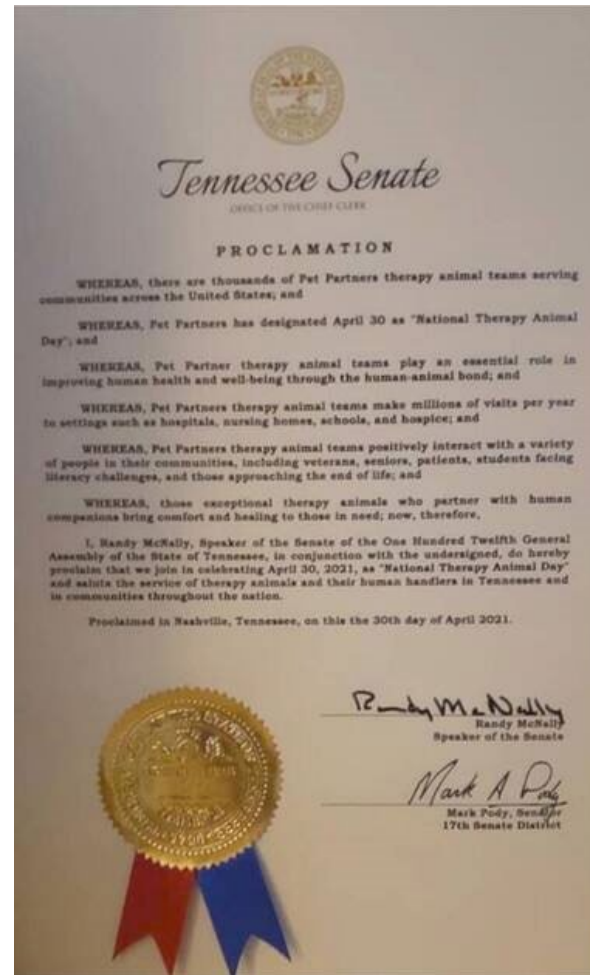 Tennessee Senate
OFFICE OF THE CHIEF CLERK
PROCLAMATION
WHEREAS, there are thousands of Pet Partners therapy animal teams serving
communities across the United States; and
WHEREAS, Pet Partners has designated April 30 as "National Therapy Animal
Day"; and
WHEREAS, Pet Partner therapy animal teams play an essential role in
improving human health and well-being through the human-animal bond; and
WHEREAS, Pet Partners therapy animal teams make millions of visits per year
to settings such as hospitals, nursing homes, schools, and hospice; and
WHEREAS, Pet Partners therapy animal teams positively interact with a variety
of people in their communities, including veterans, seniors, patients, students facing
literacy challenges, and those approaching the end of life; and
WHEREAS, those exceptional therapy animals who partner with human
companions bring comfort and healing to those in need; now, therefore,
I, Randy McNally, Speaker of the Senate of the One Hundred Twelfth General
Assembly of the State of Tennessee, in conjunction with the undersigned, do hereby
proclaim that we join in celebrating April 30, 2021, as "National Therapy Animal Day"
and salute the service of therapy animals and their human handlers in Tennessee and
in communities throughout the nation.
Proclaimed in Nashville, Tennessee, on this the 30th day of April 2021.
Randy McNally
Randy McNally
Speaker of the Senate
Mark A Pody
Mark Pody, Senator
17th Senate District